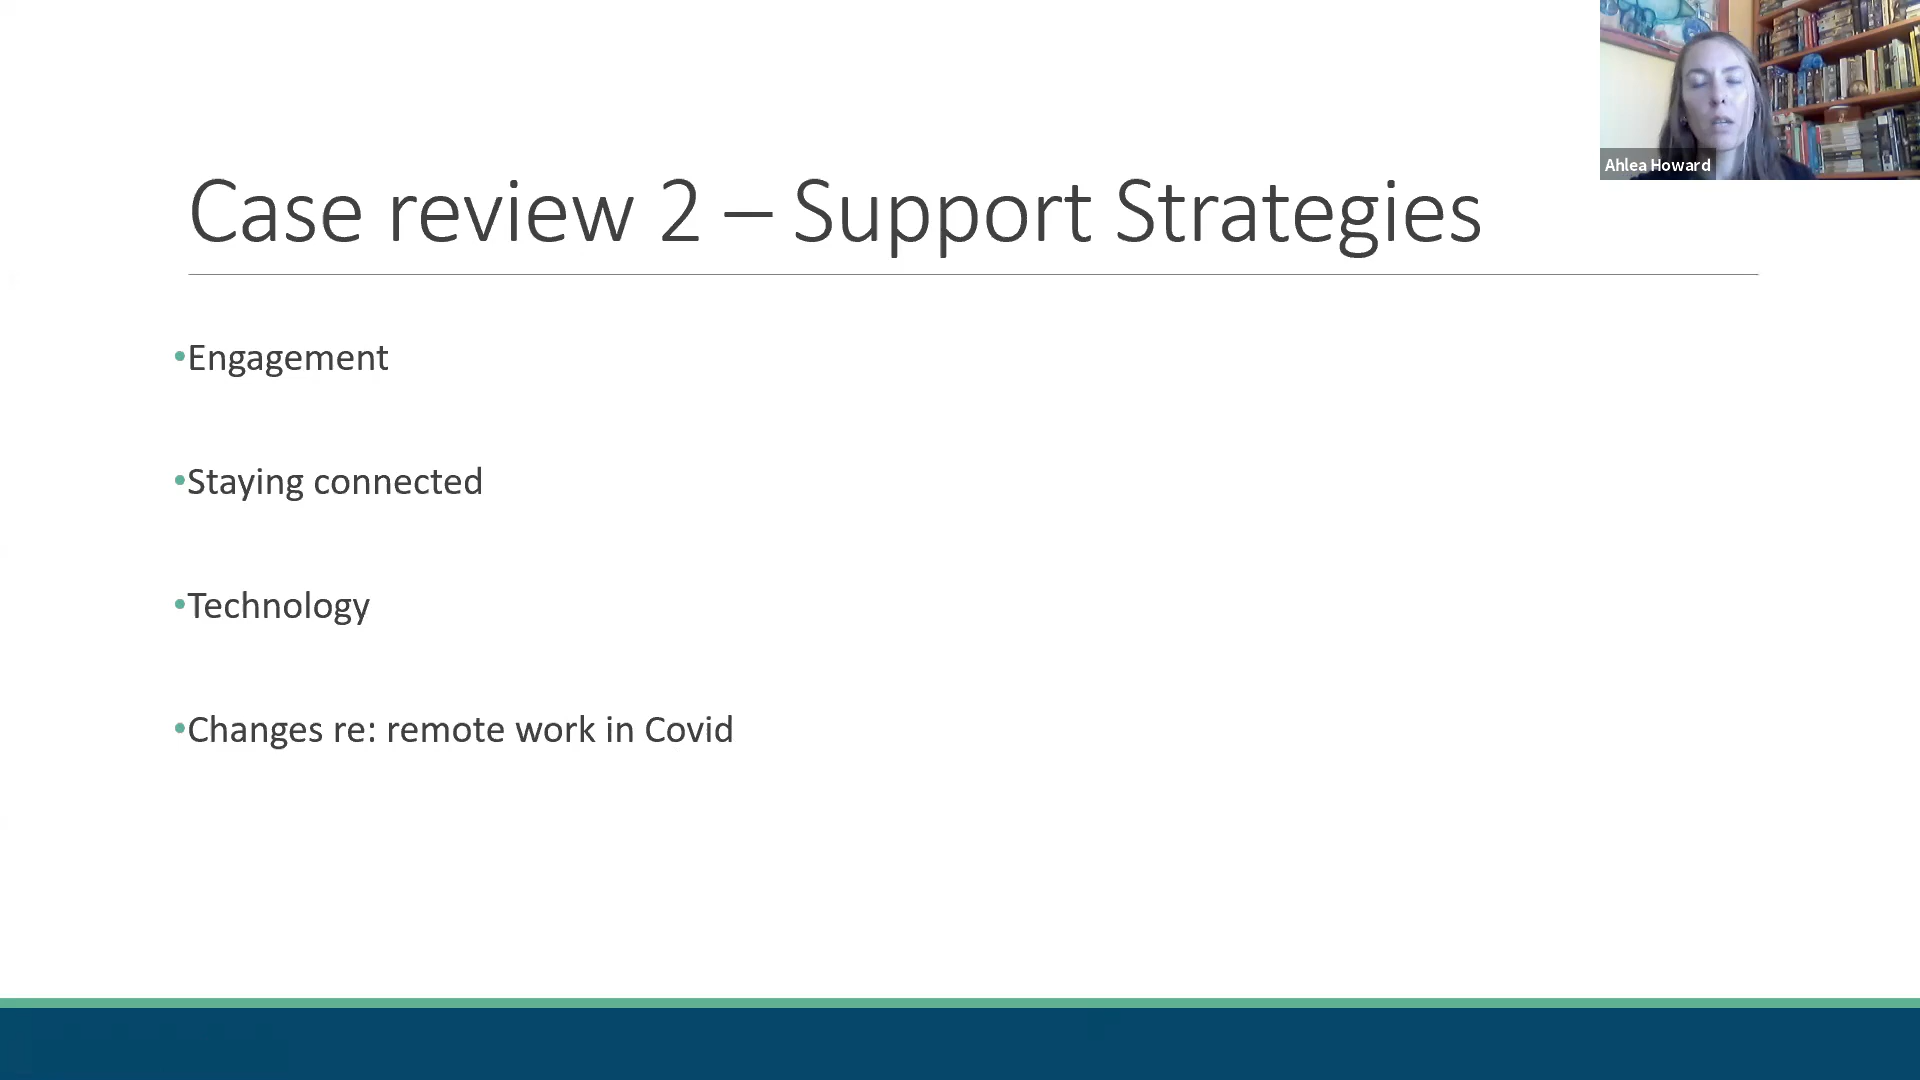 Ahlea Howard
Case review 2 – Support Strategies
•Engagement
•Staying connected
•Technology
•Changes re: remote work in Covid